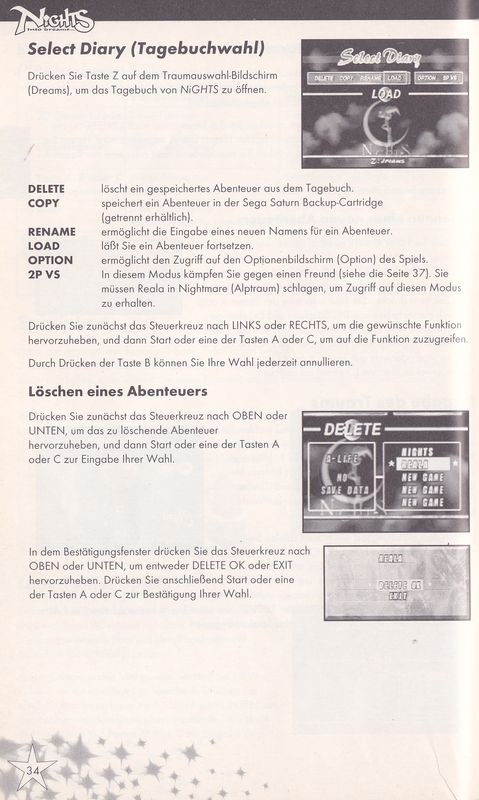 NiGHTS
into dreams...
Select Diary (Tagebuchwahl)
Drücken Sie Taste Z auf dem Traumauswahl-Bildschirm
(Dreams), um das Tagebuch von NiGHTS zu öffnen.
Select Diary
DELETE COPY RENAME LOAD OPTION 2P VS
LOAD
NiGHTS
Z: dreams
DELETE löscht ein gespeichertes Abenteuer aus dem Tagebuch.
COPY speichert ein Abenteuer in der Sega Saturn Backup-Cartridge
(getrennt erhältlich).
RENAME ermöglicht die Eingabe eines neuen Namens für ein Abenteuer.
LOAD läßt Sie ein Abenteuer fortsetzen.
OPTION ermöglicht den Zugriff auf den Optionenbildschirm (Option) des Spiels.
2P VS In diesem Modus kämpfen Sie gegen einen Freund (siehe die Seite 37). Sie
müssen Reala in Nightmare (Alptraum) schlagen, um Zugriff auf diesen Modus
zu erhalten.
Drücken Sie zunächst das Steuerkreuz nach LINKS oder RECHTS, um die gewünschte Funktion
hervorzuheben, und dann Start oder eine der Tasten A oder C, um auf die Funktion zuzugreifen.
Durch Drücken der Taste B können Sie Ihre Wahl jederzeit annullieren.
Löschen eines Abenteuers
Drücken Sie zunächst das Steuerkreuz nach OBEN oder
UNTEN, um das zu löschende Abenteuer
hervorzuheben, und dann Start oder eine der Tasten A
oder C zur Eingabe Ihrer Wahl.
DELETE
A-LIFE
NO
SAVE DATA
NIGHTS
REALA
NEW GAME
NEW GAME
NEW GAME
In dem Bestätigungsfenster drücken Sie das Steuerkreuz nach
OBEN oder UNTEN, um entweder DELETE OK oder EXIT
hervorzuheben. Drücken Sie anschließend Start oder eine
der Tasten A oder C zur Bestätigung Ihrer Wahl.
REALA
DELETE OK
EXIT
34